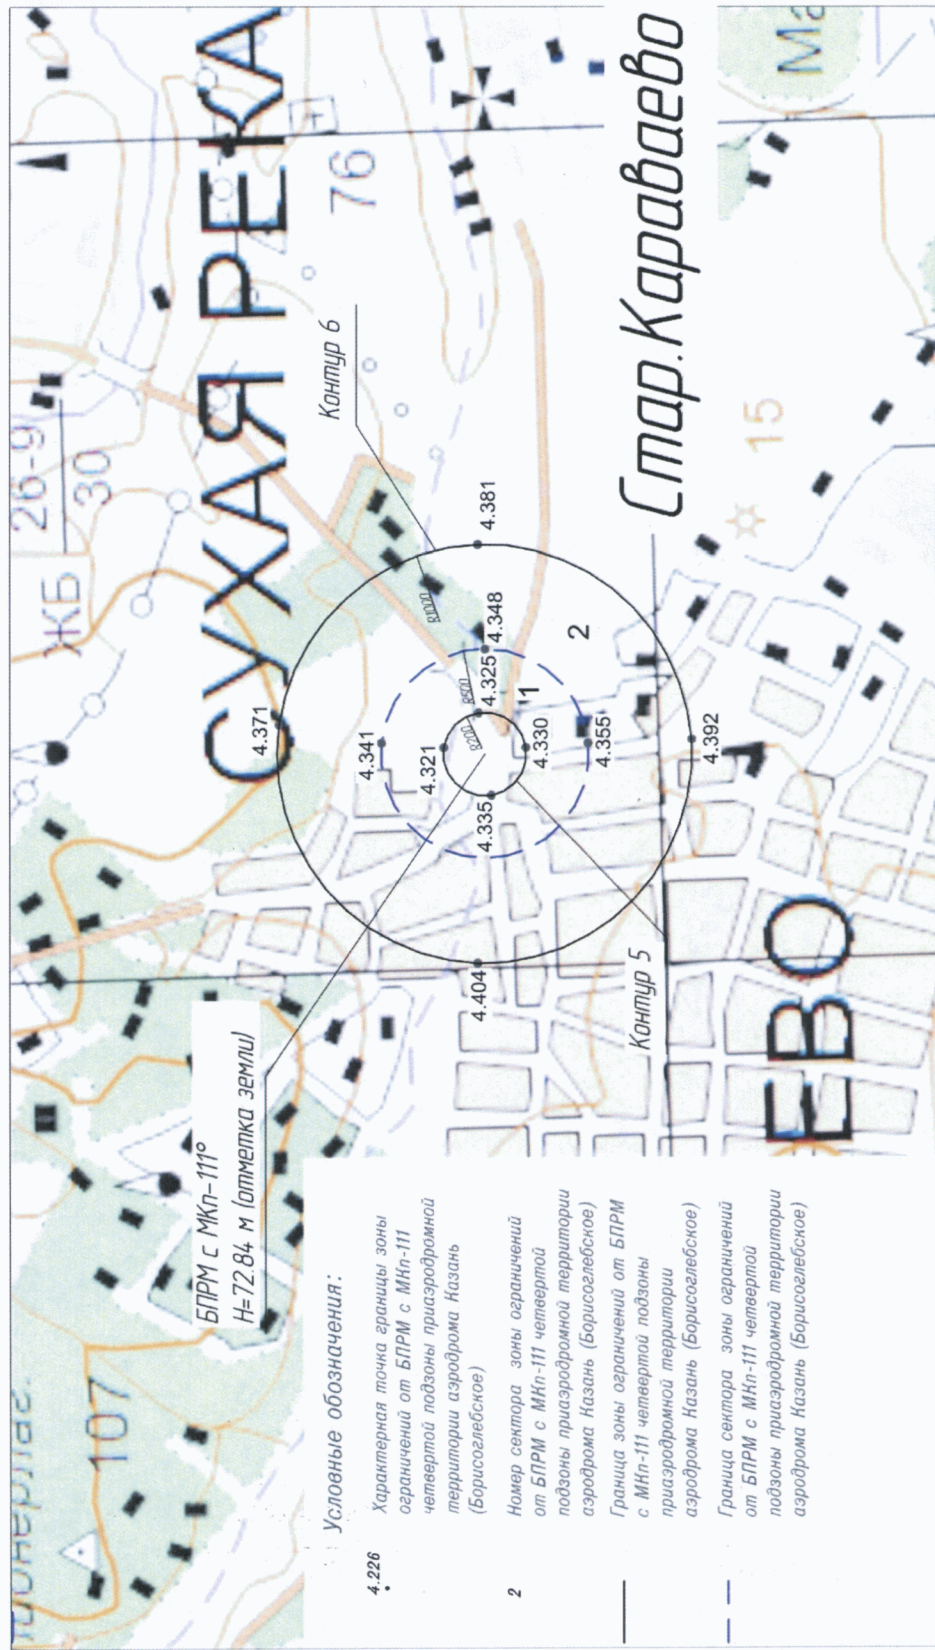 26-9
30
ЖБ
СУХАЯ РЕКА
76
Контур 6
4.371
4.381
4.341
4.321
R1000
R500
R200
4.348
4.325
11
2
4.330
4.335
4.355
4.392
4.404
Контур 5
Стар.Караваево
15
Ма
ЕВО
107
БПРМ с МКп-111°
Н=72.84 м (отметка земли)
Условные обозначения:
4.226
Характерная точка границы зоны
ограничений от БПРМ с МКп-111
четвертой подзоны приаэродромной
территории аэродрома Казань
(Борисоглебское)
2
Номер сектора зоны ограничений
от БПРМ с МКп-111 четвертой
подзоны приаэродромной территории
аэродрома Казань (Борисоглебское)
Граница зоны ограничений от БПРМ
с МКп-111 четвертой подзоны
приаэродромной территории
аэродрома Казань (Борисоглебское)
Граница сектора зоны ограничений
от БПРМ с МКп-111 четвертой
подзоны приаэродромной территории
аэродрома Казань (Борисоглебское)